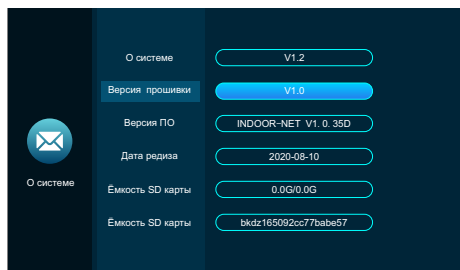 О системе V1.2
Версия прошивки V1.0
Версия ПО INDOOR-NET V1. 0. 35D
Дата редиза 2020-08-10
О системе
Ёмкость SD карты 0.0G/0.0G
Ёмкость SD карты bkdz165092cc77babe57